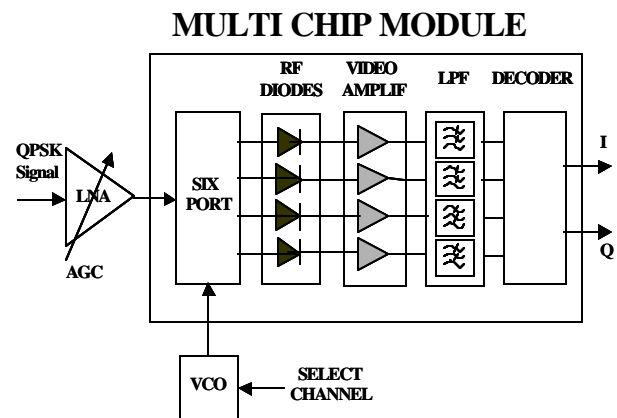 MULTI CHIP MODULE
RF
DIODES
VIDEO
AMPLIF
LPF
DECODER
QPSK
Signal
LNA
AGC
SIX
PORT
I
Q
VCO
SELECT
CHANNEL